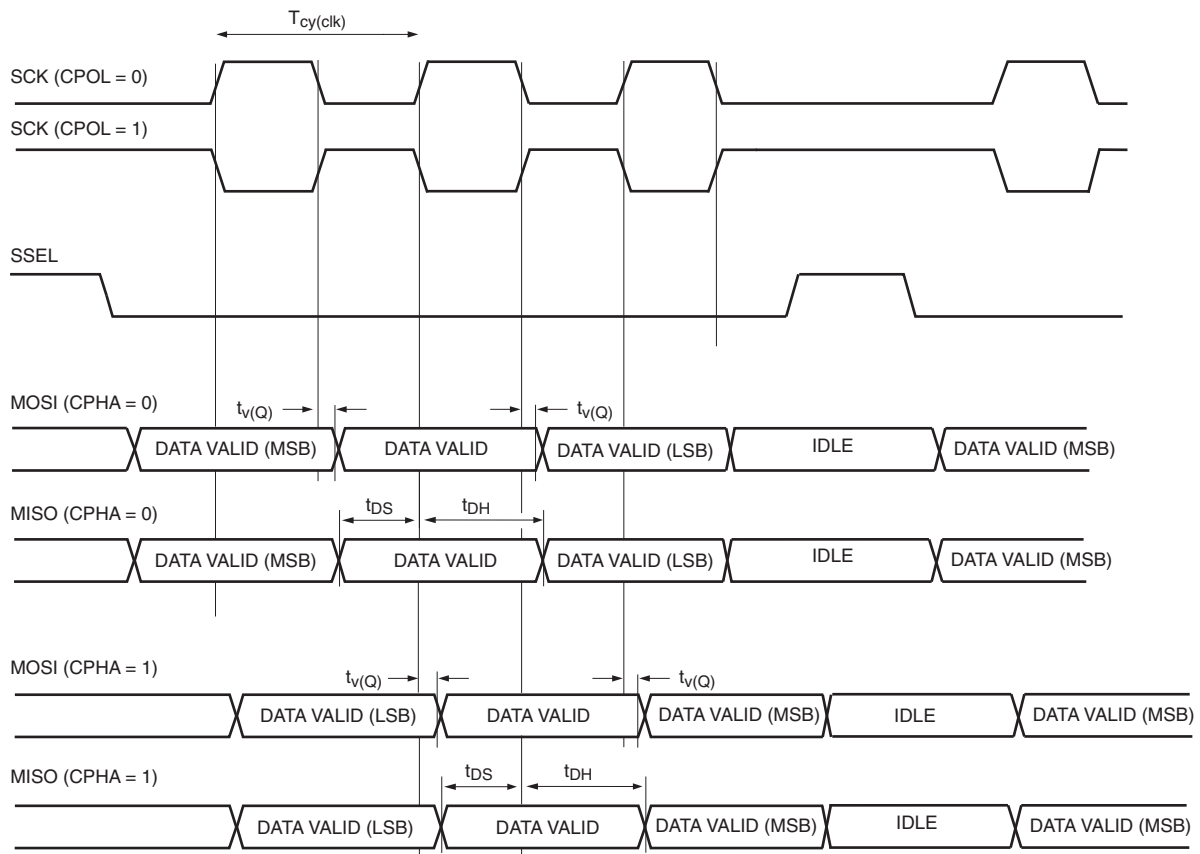 Tcy(clk)
SCK (CPOL = 0)
SCK (CPOL = 1)
SSEL
MOSI (CPHA = 0)
tv(Q) tv(Q)
DATA VALID (MSB) DATA VALID DATA VALID (LSB) IDLE DATA VALID (MSB)
tDS tDH
MISO (CPHA = 0)
DATA VALID (MSB) DATA VALID DATA VALID (LSB) IDLE DATA VALID (MSB)
MOSI (CPHA = 1)
tv(Q) tv(Q)
DATA VALID (LSB) DATA VALID DATA VALID (MSB) IDLE DATA VALID (MSB)
tDS tDH
MISO (CPHA = 1)
DATA VALID (LSB) DATA VALID DATA VALID (MSB) IDLE DATA VALID (MSB)